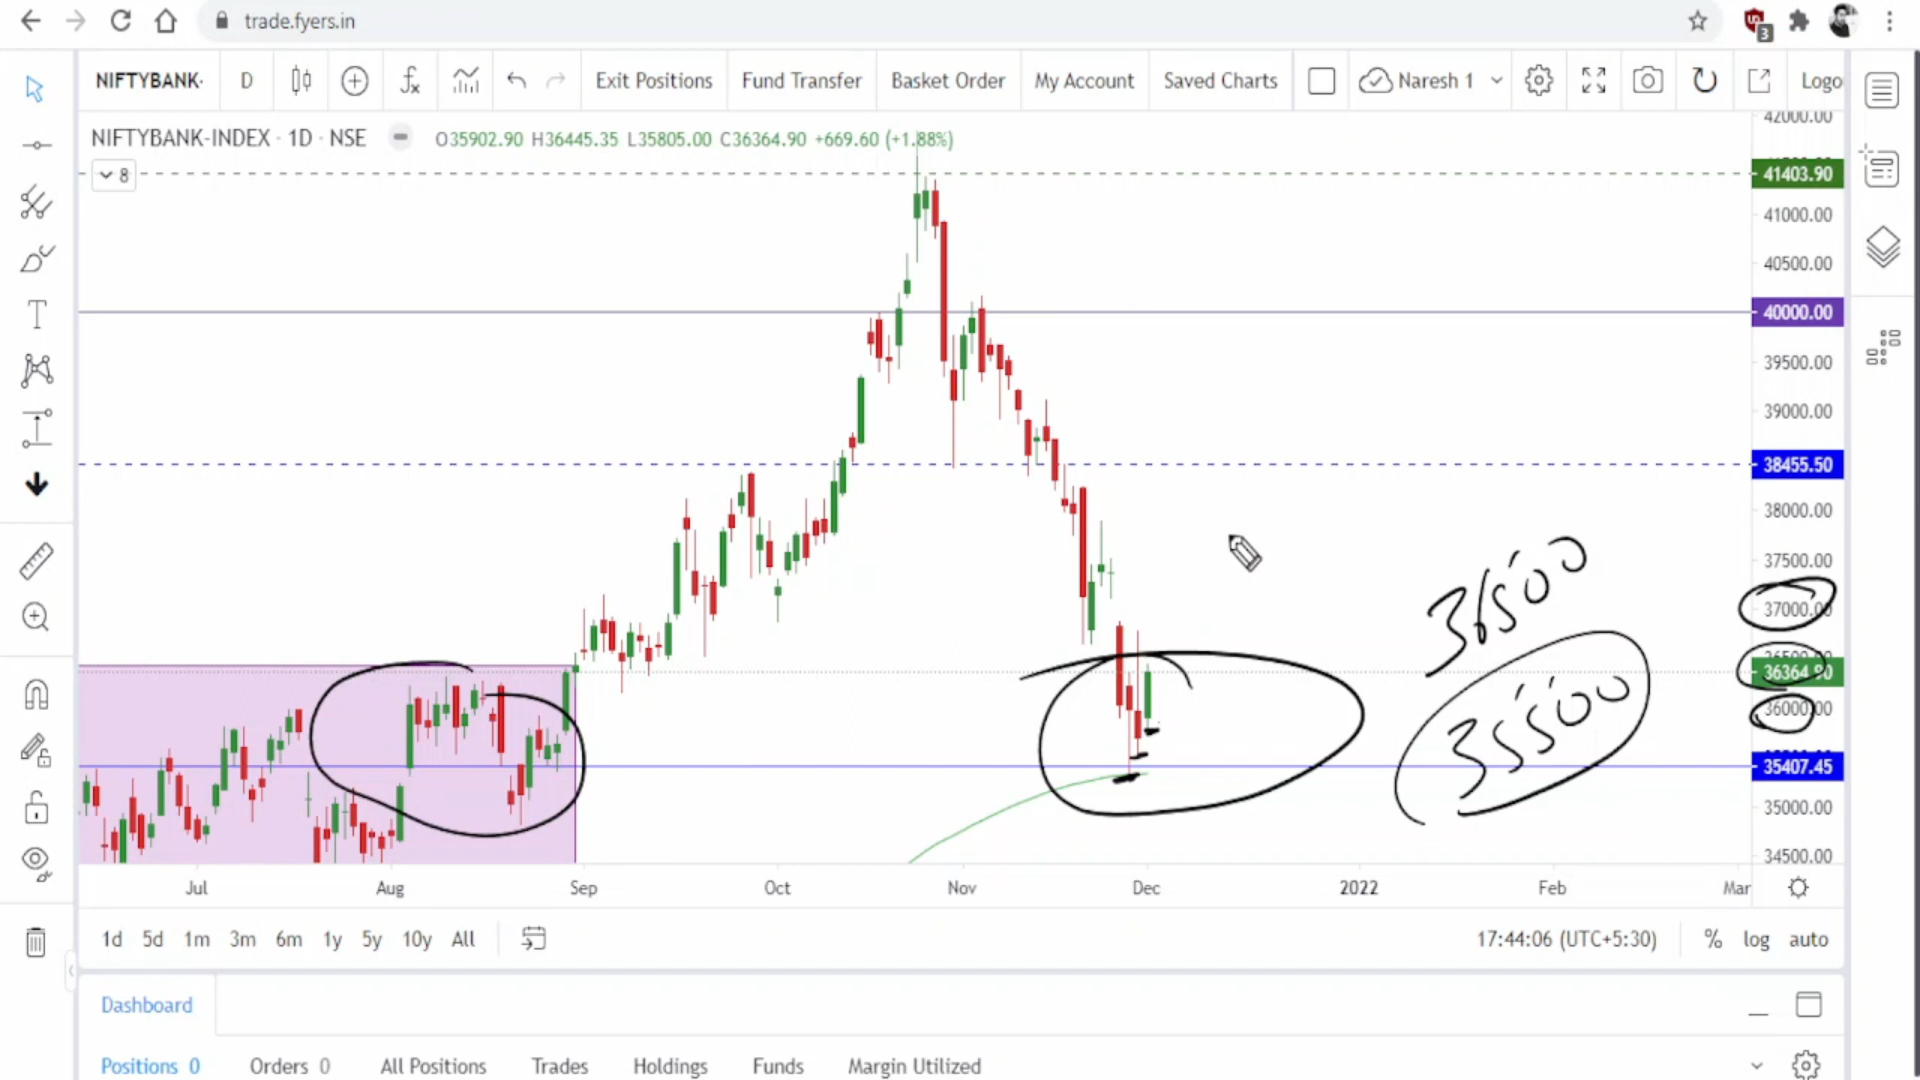 trade.fyers.in
3
NIFTYBANK· D Exit Positions Fund Transfer Basket Order My Account Saved Charts Naresh 1 Logo
NIFTYBANK-INDEX · 1D · NSE O35902.90 H36445.35 L35805.00 C36364.90 +669.60 (+1.88%)
8
42000.00
41403.90
41000.00
40500.00
40000.00
39500.00
39000.00
38455.50
38000.00
37500.00
37000.00
36364.90
36000.00
35407.45
35000.00
34500.00
36500
35500
Jul Aug Sep Oct Nov Dec 2022 Feb Mar
1d 5d 1m 3m 6m 1y 5y 10y All 17:44:06 (UTC+5:30) % log auto
Dashboard
Positions 0 Orders 0 All Positions Trades Holdings Funds Margin Utilized